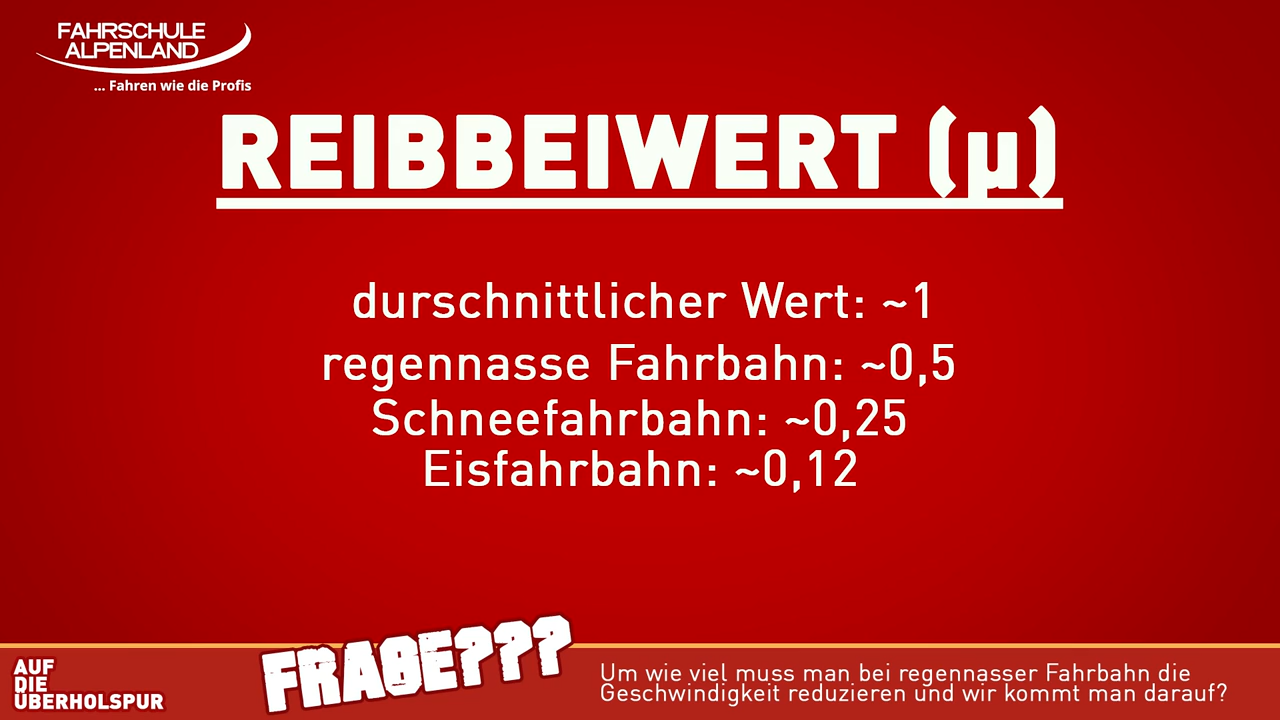 FAHRSCHULE
ALPENLAND
... Fahren wie die Profis
REIBBEIWERT (µ)
durschnittlicher Wert: ~1
regennasse Fahrbahn: ~0,5
Schneefahrbahn: ~0,25
Eisfahrbahn: ~0,12
FRAGE???
AUF
DIE
ÜBERHOLSPUR
Um wie viel muss man bei regennasser Fahrbahn die
Geschwindigkeit reduzieren und wir kommt man darauf?